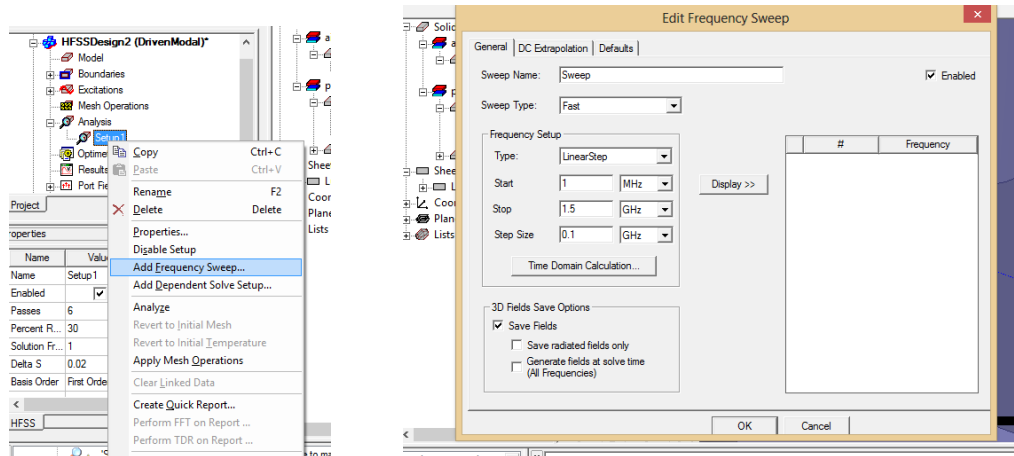 HFSSDesign2 (DrivenModal)*
Model
Boundaries
Excitations
Mesh Operations
Analysis
Setup1
Optime
Results
Port Fie
Project
roperties
Name Valu
Name Setup1
Enabled
Passes 6
Percent R... 30
Solution Fr... 1
Delta S 0.02
Basis Order First Orde
HFSS
Copy Ctrl+C
Paste Ctrl+V
Rename F2
Delete Delete
Properties...
Disable Setup
Add Frequency Sweep...
Add Dependent Solve Setup...
Analyze
Revert to Initial Mesh
Revert to Initial Temperature
Apply Mesh Operations
Clear Linked Data
Create Quick Report...
Perform FFT on Report ...
Perform TDR on Report ...
a
p
Shee
L
Coor
Plane
Lists
to ma
Solid
a
p
Shee
L
Coor
Plan
Lists
Edit Frequency Sweep
General DC Extrapolation Defaults
Sweep Name: Sweep
Enabled
Sweep Type: Fast
Frequency Setup
Type: LinearStep
Start 1 MHz
Stop 1.5 GHz
Step Size 0.1 GHz
Time Domain Calculation...
Display >>
# Frequency
3D Fields Save Options
Save Fields
Save radiated fields only
Generate fields at solve time
(All Frequencies)
OK Cancel